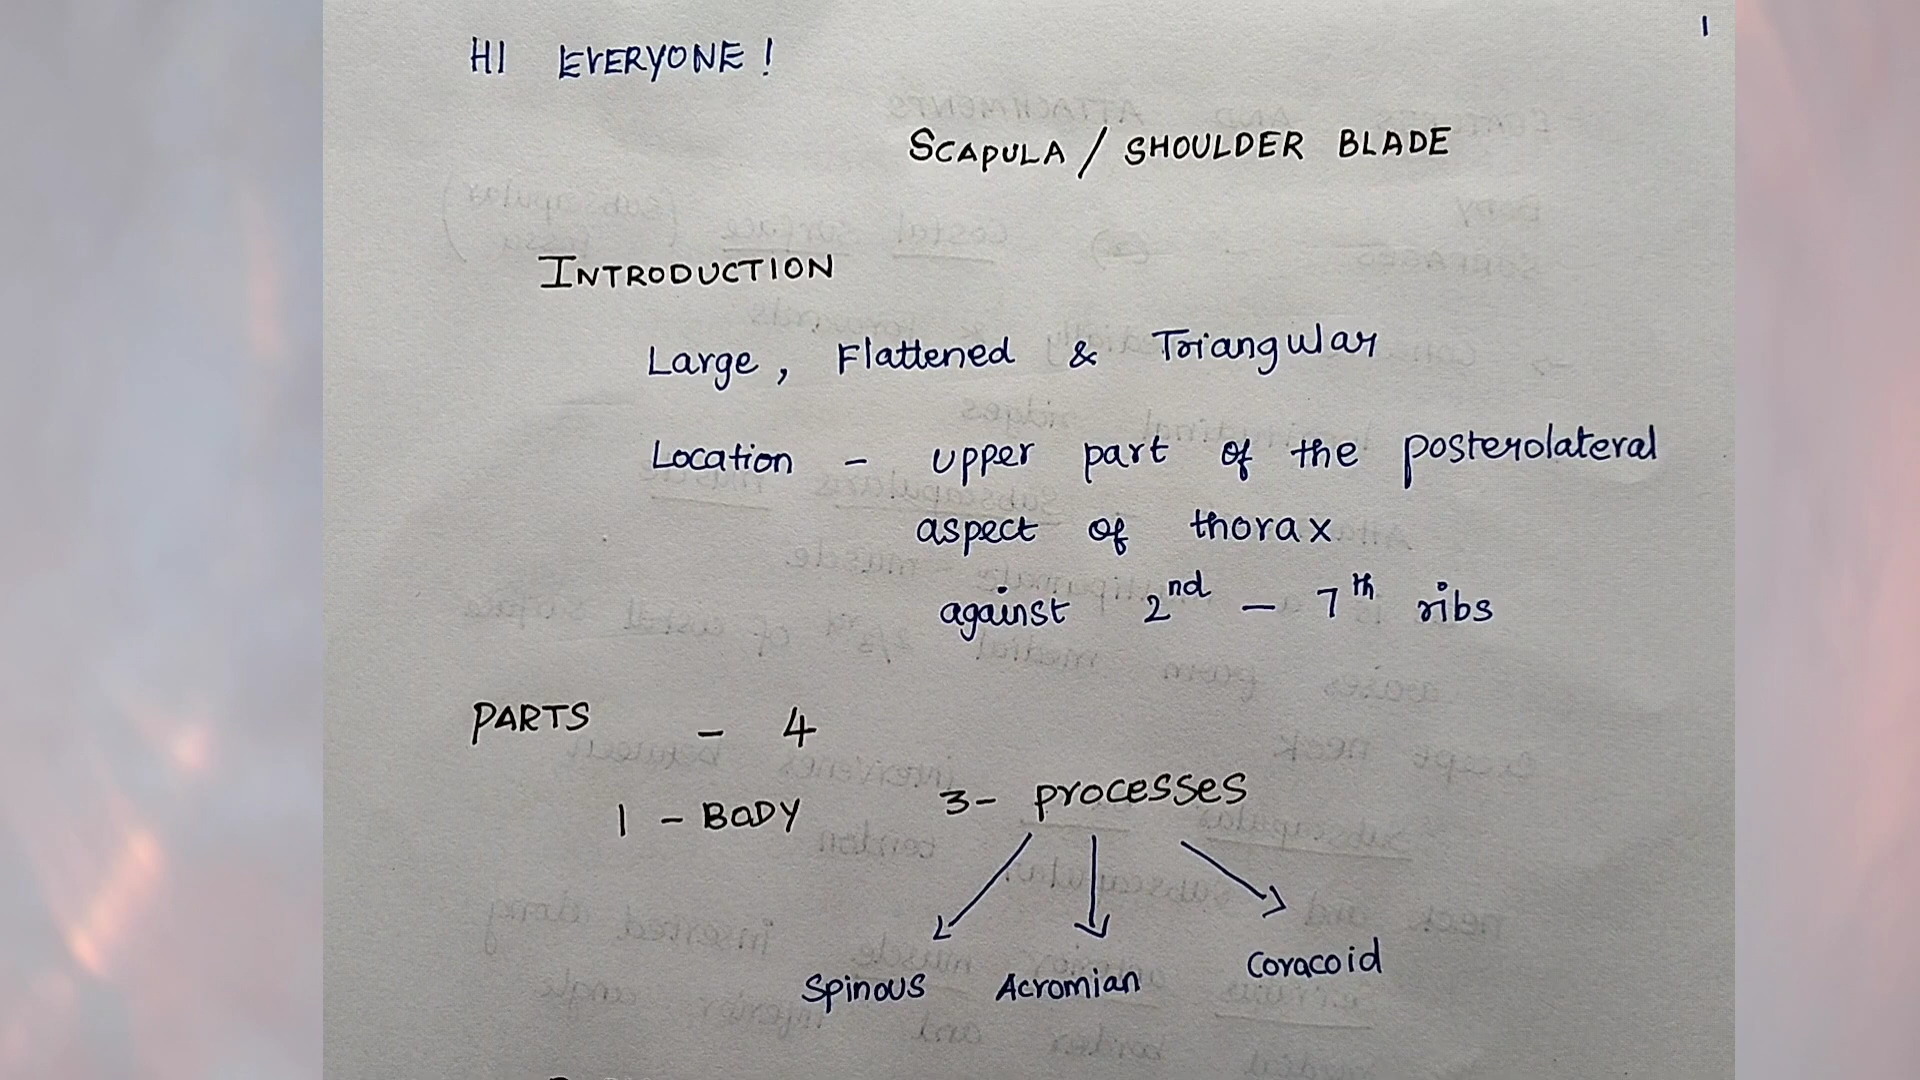 1
HI EVERYONE!
SCAPULA / SHOULDER BLADE
INTRODUCTION
Large, Flattened & Triangular
Location - upper part of the posterolateral
aspect of thorax
against 2nd - 7th ribs
PARTS - 4
1 - BODY 3- processes
Spinous Acromian Coracoid